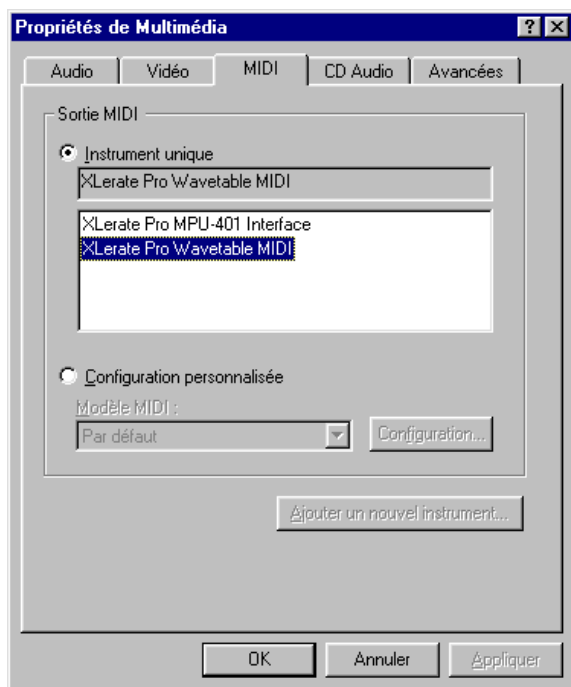 Propriétés de Multimédia
Audio Vidéo MIDI CD Audio Avancées
Sortie MIDI
Instrument unique
XLerate Pro Wavetable MIDI
XLerate Pro MPU-401 Interface
XLerate Pro Wavetable MIDI
Configuration personnalisée
Modèle MIDI :
Par défaut Configuration...
Ajouter un nouvel instrument...
OK Annuler Appliquer